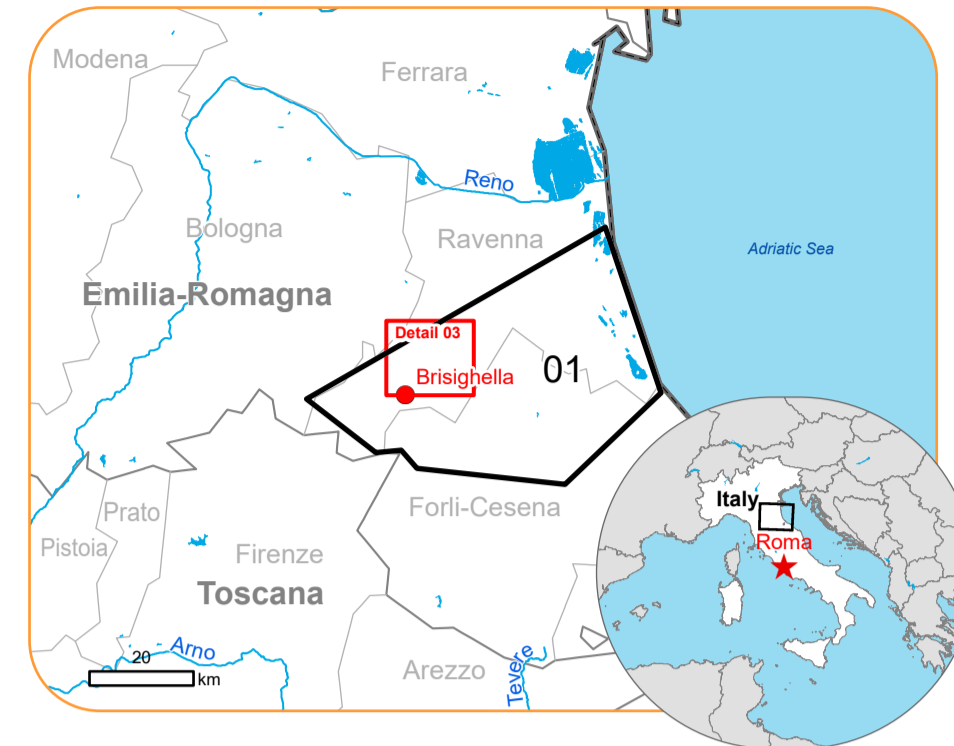 Modena
Ferrara
Reno
Bologna
Ravenna
Adriatic Sea
Emilia-Romagna
Detail 03
Brisighella
01
Forli-Cesena
Prato
Pistoia
Firenze
Toscana
Arno
20
km
Arezzo
Tevere
Italy
Roma